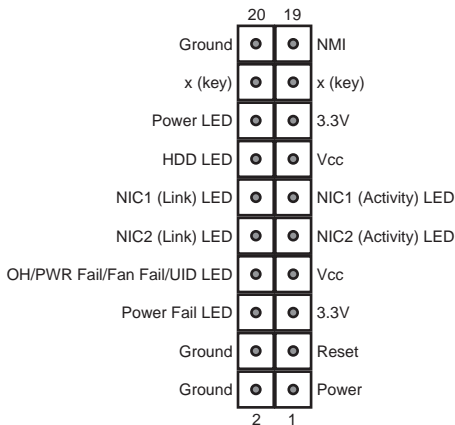 20 19
Ground NMI
x (key) x (key)
Power LED 3.3V
HDD LED Vcc
NIC1 (Link) LED NIC1 (Activity) LED
NIC2 (Link) LED NIC2 (Activity) LED
OH/PWR Fail/Fan Fail/UID LED Vcc
Power Fail LED 3.3V
Ground Reset
Ground Power
2 1